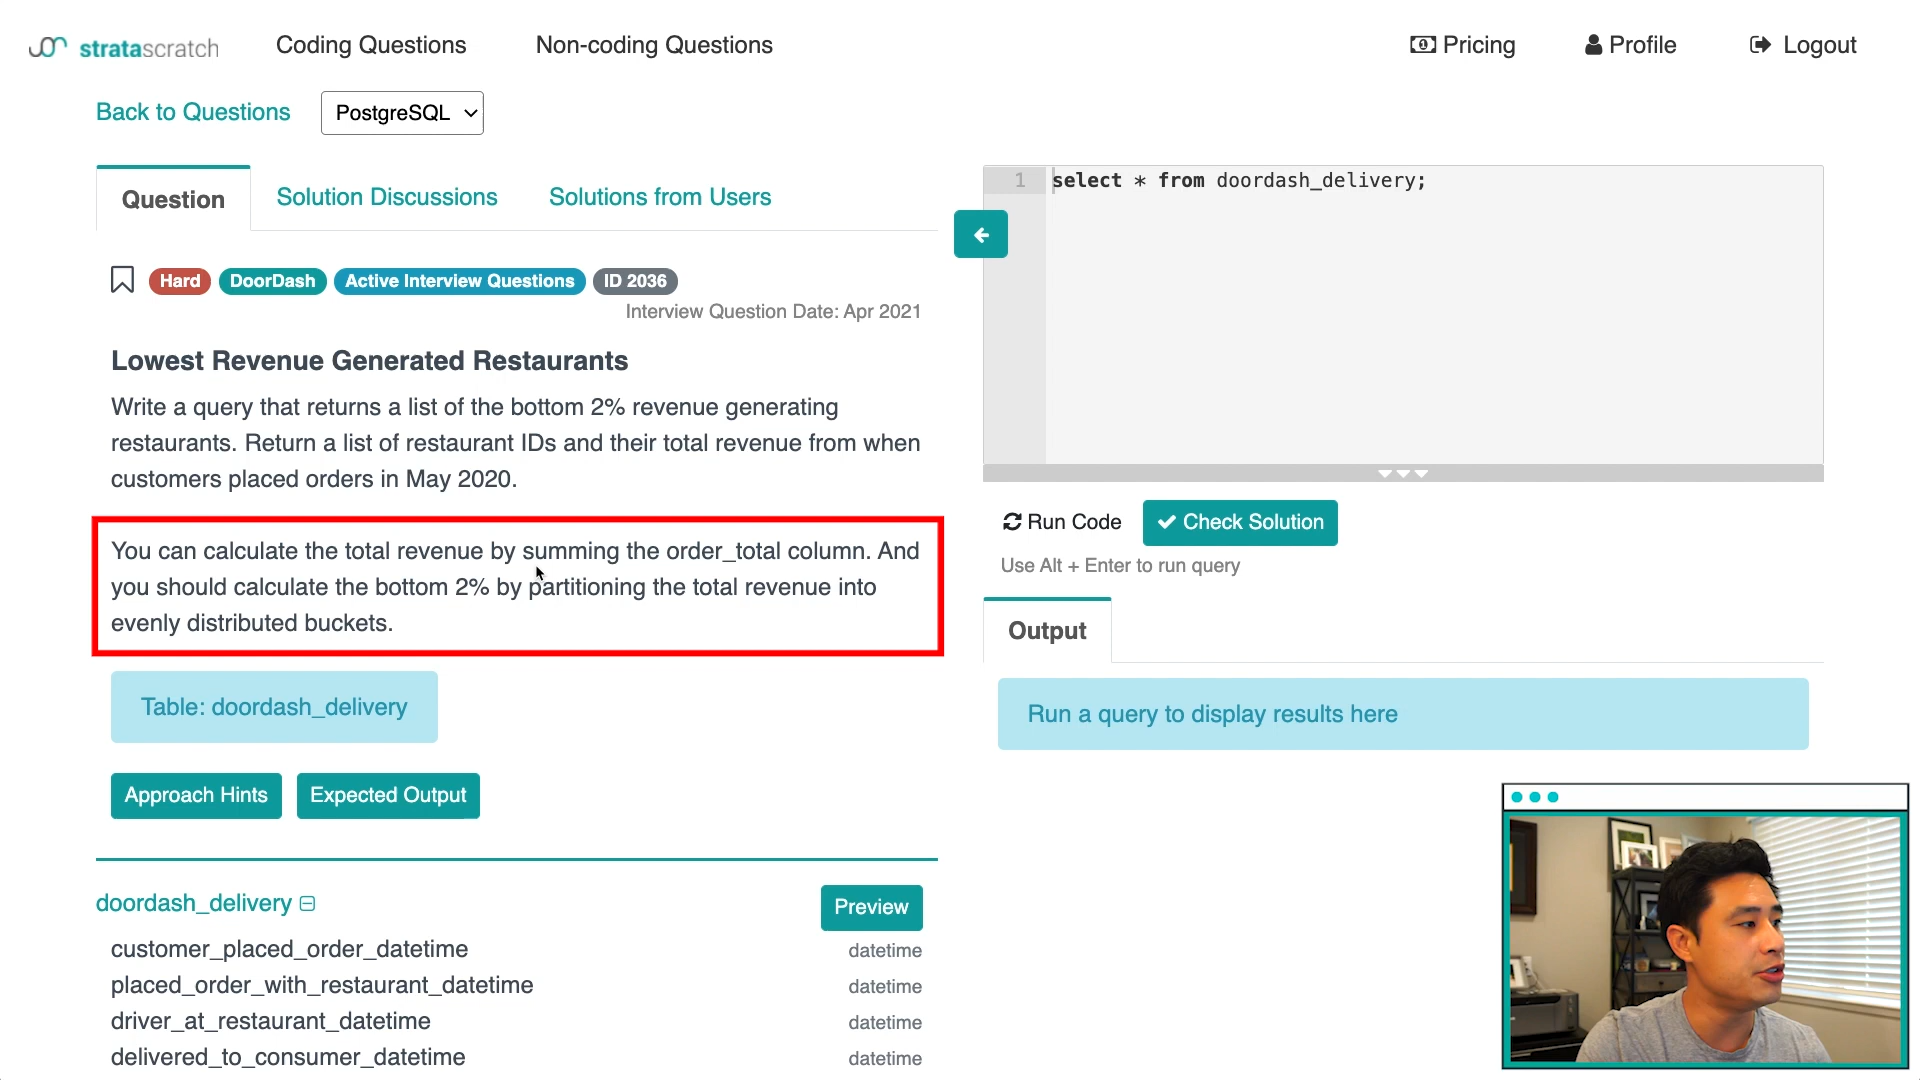 stratascratch
Coding Questions
Non-coding Questions
Pricing
Profile
Logout
Back to Questions
PostgreSQL
Question
Solution Discussions
Solutions from Users
1 select * from doordash_delivery;
Hard
DoorDash
Active Interview Questions
ID 2036
Interview Question Date: Apr 2021
Lowest Revenue Generated Restaurants
Write a query that returns a list of the bottom 2% revenue generating
restaurants. Return a list of restaurant IDs and their total revenue from when
customers placed orders in May 2020.
You can calculate the total revenue by summing the order_total column. And
you should calculate the bottom 2% by partitioning the total revenue into
evenly distributed buckets.
Run Code
Check Solution
Use Alt + Enter to run query
Output
Run a query to display results here
Table: doordash_delivery
Approach Hints
Expected Output
doordash_delivery
Preview
customer_placed_order_datetime datetime
placed_order_with_restaurant_datetime datetime
driver_at_restaurant_datetime datetime
delivered_to_consumer_datetime datetime